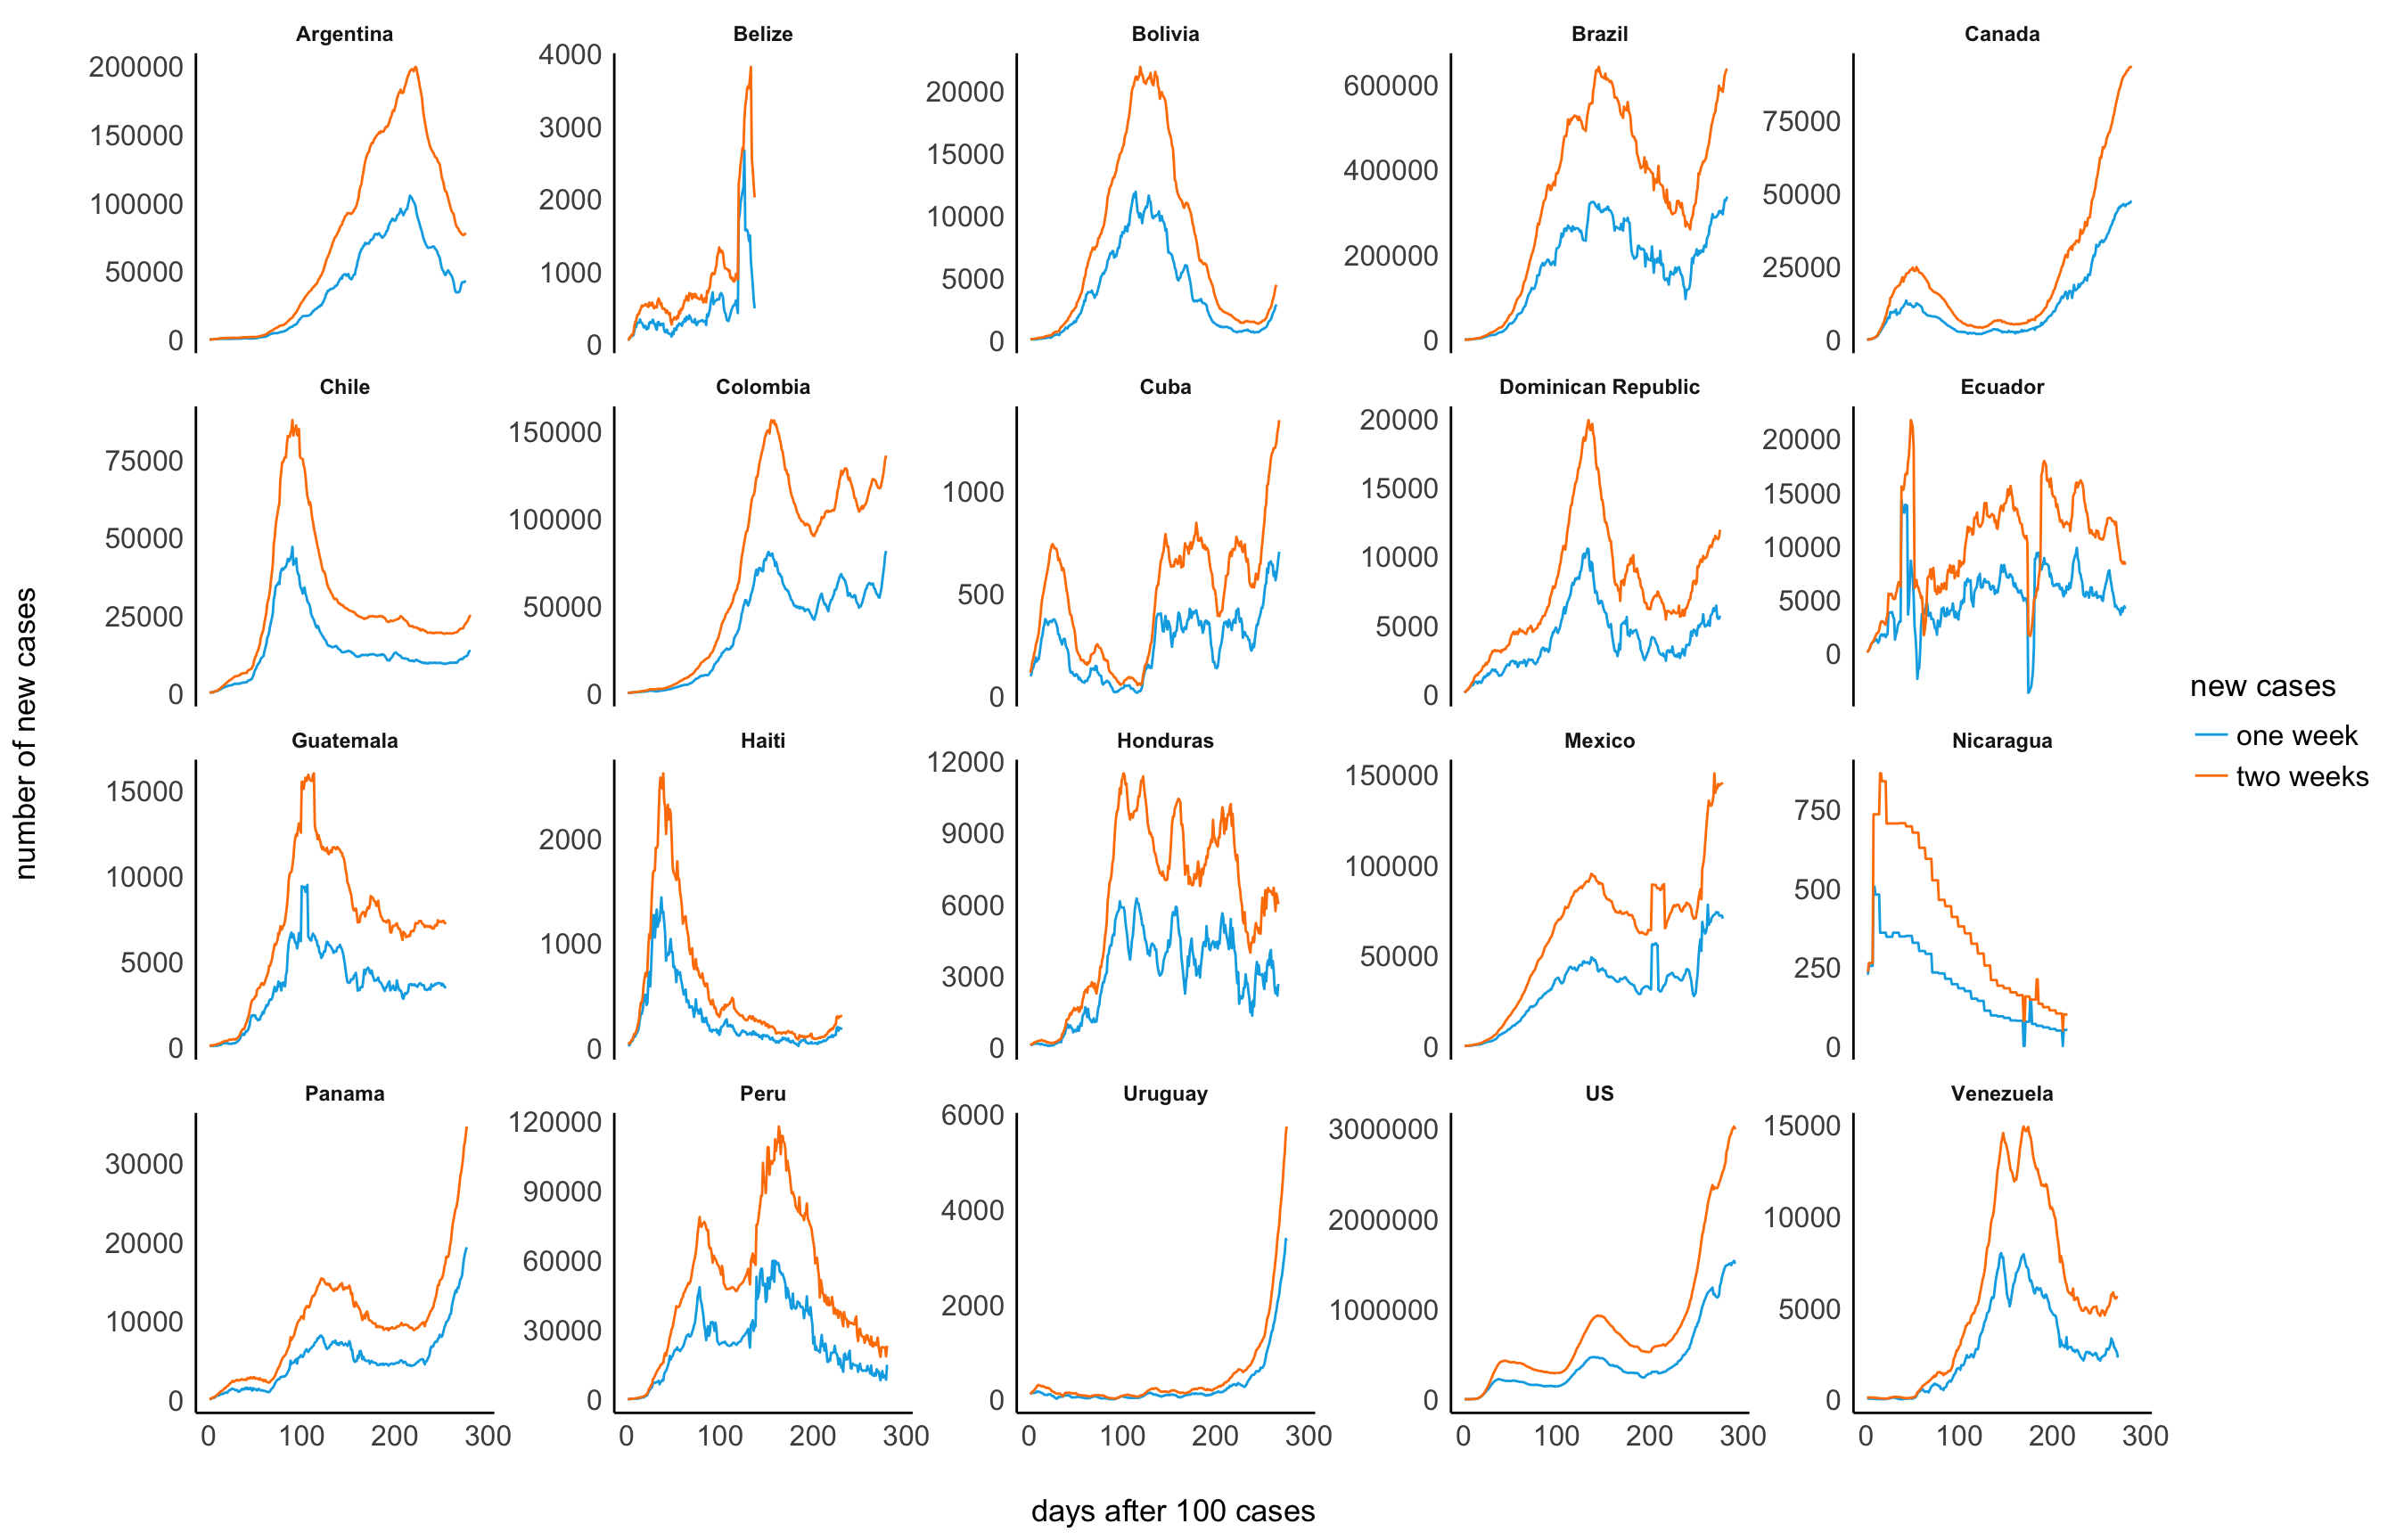 Argentina
Belize
Bolivia
Brazil
Canada
200000
150000
100000
50000
0
4000
3000
2000
1000
0
20000
15000
10000
5000
0
600000
400000
200000
0
75000
50000
25000
0
Chile
Colombia
Cuba
Dominican Republic
Ecuador
75000
50000
25000
0
150000
100000
50000
0
1000
500
0
20000
15000
10000
5000
0
20000
15000
10000
5000
0
Guatemala
Haiti
Honduras
Mexico
Nicaragua
15000
10000
5000
0
2000
1000
0
12000
9000
6000
3000
0
150000
100000
50000
0
750
500
250
0
Panama
Peru
Uruguay
US
Venezuela
30000
20000
10000
0
120000
90000
60000
30000
0
6000
4000
2000
0
3000000
2000000
1000000
0
15000
10000
5000
0
0 100 200 300
0 100 200 300
0 100 200 300
0 100 200 300
0 100 200 300
days after 100 cases
number of new cases
new cases
one week
two weeks